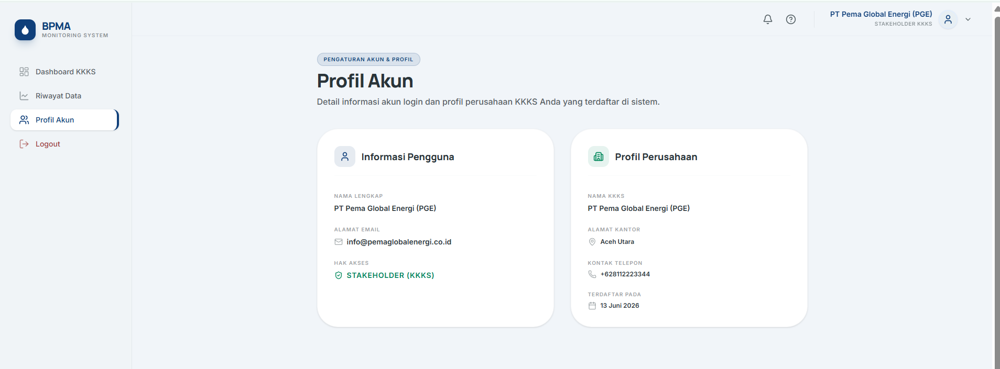 BPMA
MONITORING SYSTEM
Dashboard KKKS
Riwayat Data
Profil Akun
Logout
PT Pema Global Energi (PGE)
STAKEHOLDER KKKS
PENGATURAN AKUN & PROFIL
Profil Akun
Detail informasi akun login dan profil perusahaan KKKS Anda yang terdaftar di sistem.
Informasi Pengguna
NAMA LENGKAP
PT Pema Global Energi (PGE)
ALAMAT EMAIL
info@pemaglobalenergi.co.id
HAK AKSES
STAKEHOLDER (KKKS)
Profil Perusahaan
NAMA KKKS
PT Pema Global Energi (PGE)
ALAMAT KANTOR
Aceh Utara
KONTAK TELEPON
+628112223344
TERDAFTAR PADA
13 Juni 2026